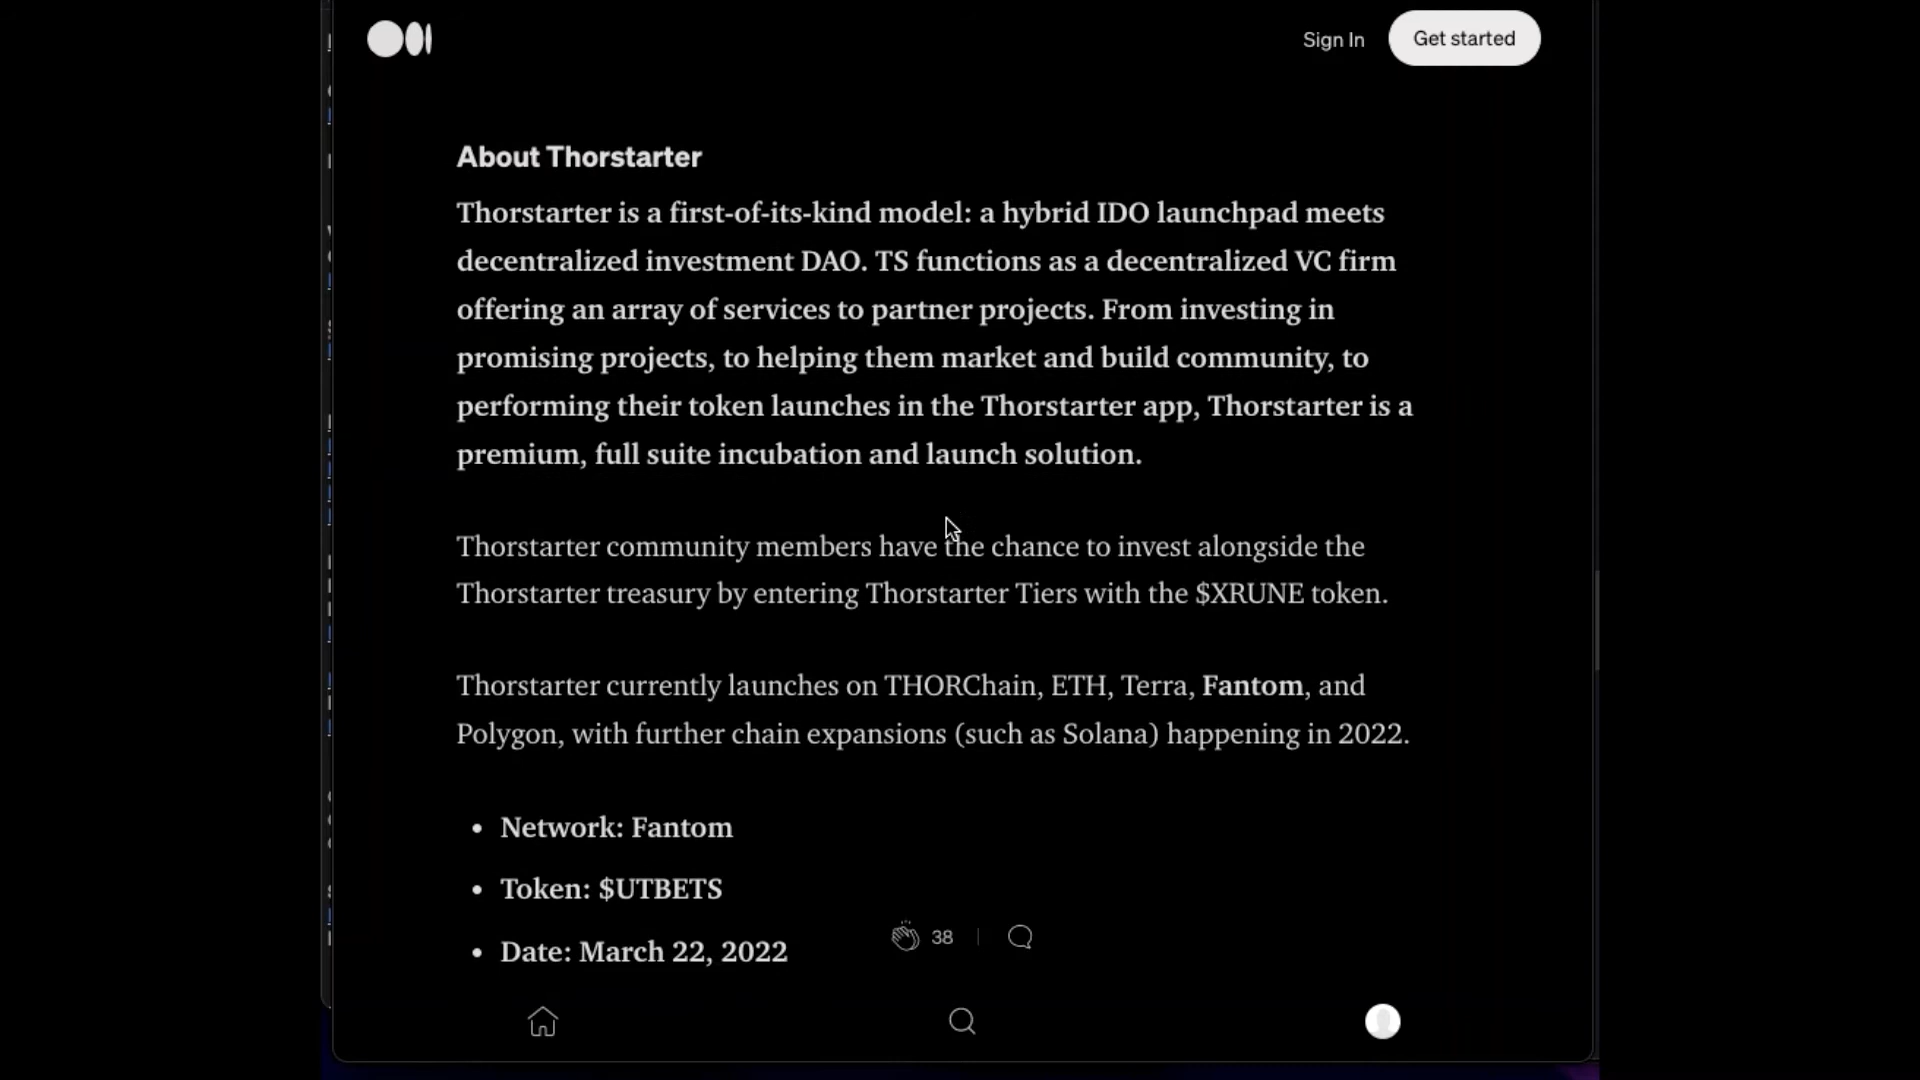 Sign In
Get started
About Thorstarter
Thorstarter is a first-of-its-kind model: a hybrid IDO launchpad meets
decentralized investment DAO. TS functions as a decentralized VC firm
offering an array of services to partner projects. From investing in
promising projects, to helping them market and build community, to
performing their token launches in the Thorstarter app, Thorstarter is a
premium, full suite incubation and launch solution.
Thorstarter community members have the chance to invest alongside the
Thorstarter treasury by entering Thorstarter Tiers with the $XRUNE token.
Thorstarter currently launches on THORChain, ETH, Terra, Fantom, and
Polygon, with further chain expansions (such as Solana) happening in 2022.
• Network: Fantom
• Token: $UTBETS
• Date: March 22, 2022
38